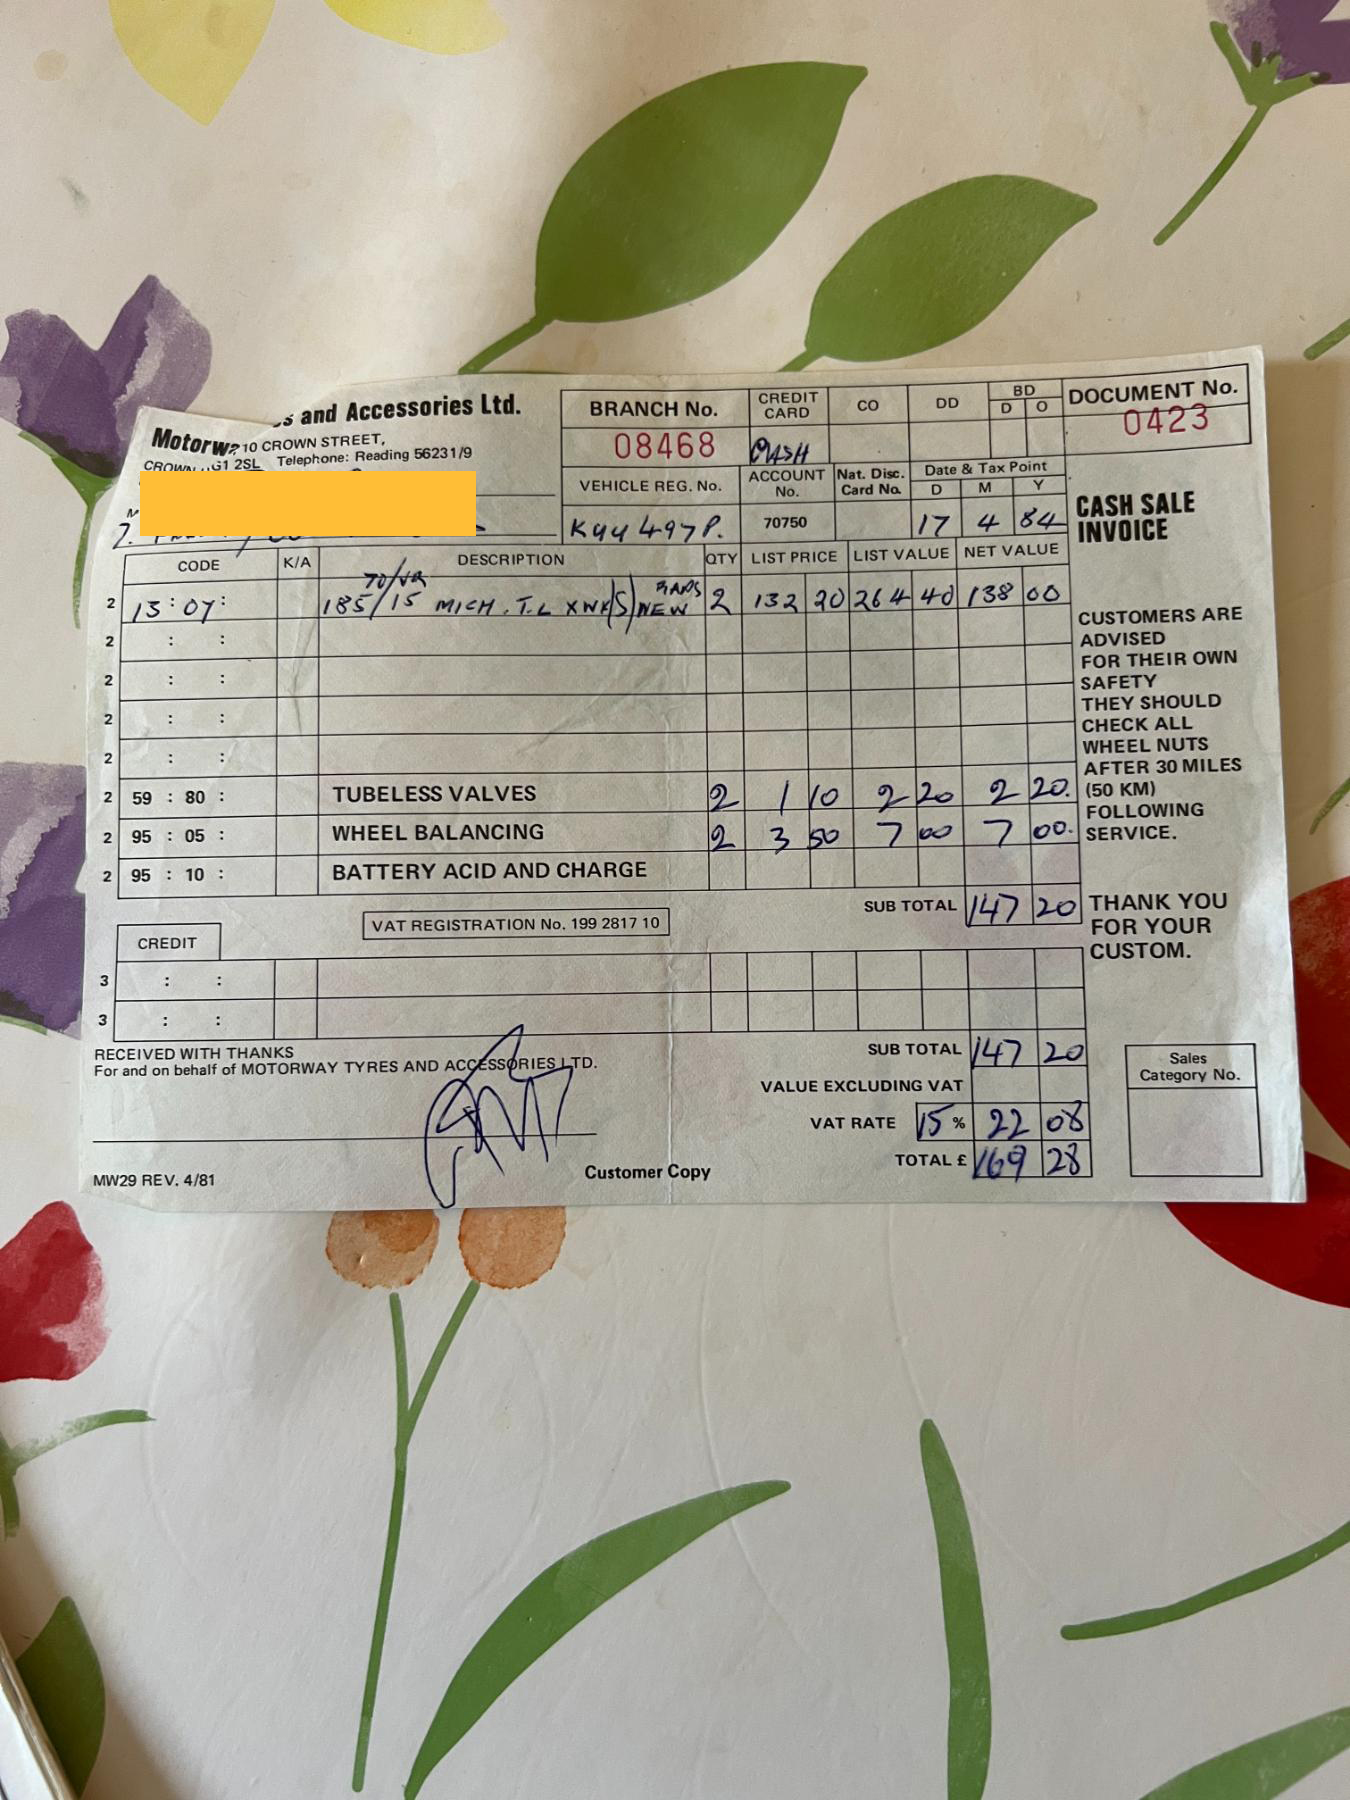 s and Accessories Ltd.
Motorwa
10 CROWN STREET,
CROWN
G1 2SL Telephone: Reading 56231/9
BRANCH No.
08468
CREDIT CARD
CASH
CO
DD
BD
D O
DOCUMENT No.
0423
VEHICLE REG. No.
ACCOUNT No.
70750
Nat. Disc. Card No.
Date & Tax Point
D M Y
17 4 84
CASH SALE
INVOICE
CODE K/A DESCRIPTION QTY LIST PRICE LIST VALUE NET VALUE
70/VR
2 13:07: 185/15 MICH. T.L XWX(S) NEW 2 132 20 264 40 138 00
2 : :
2 : :
2 : :
2 : :
2 59 : 80 : TUBELESS VALVES 2 1 10 2 20 2 20.
2 95 : 05 : WHEEL BALANCING 2 3 50 7 00 7 00.
2 95 : 10 : BATTERY ACID AND CHARGE
SUB TOTAL 147 20
VAT REGISTRATION No. 199 2817 10
CREDIT
3 : :
3 : :
CUSTOMERS ARE
ADVISED
FOR THEIR OWN
SAFETY
THEY SHOULD
CHECK ALL
WHEEL NUTS
AFTER 30 MILES
(50 KM)
FOLLOWING
SERVICE.
THANK YOU
FOR YOUR
CUSTOM.
RECEIVED WITH THANKS
For and on behalf of MOTORWAY TYRES AND ACCESSORIES LTD.
SUB TOTAL 147 20
VALUE EXCLUDING VAT
VAT RATE 15 % 22 08
TOTAL £ 169 28
Sales
Category No.
MW29 REV. 4/81
Customer Copy